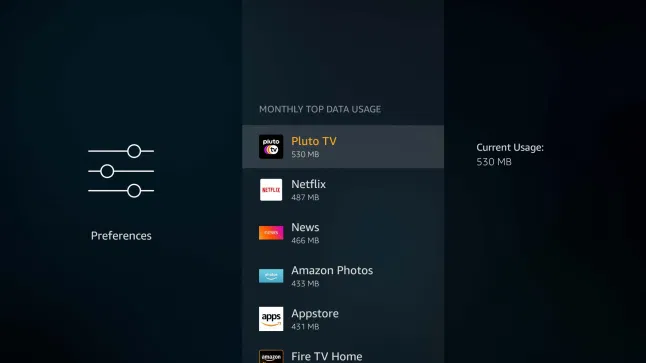 MONTHLY TOP DATA USAGE
pluto tv
Pluto TV
530 MB
NETFLIX
Netflix
487 MB
News
466 MB
Amazon Photos
433 MB
apps
Appstore
431 MB
amazon
Fire TV Home
Preferences
Current Usage:
530 MB